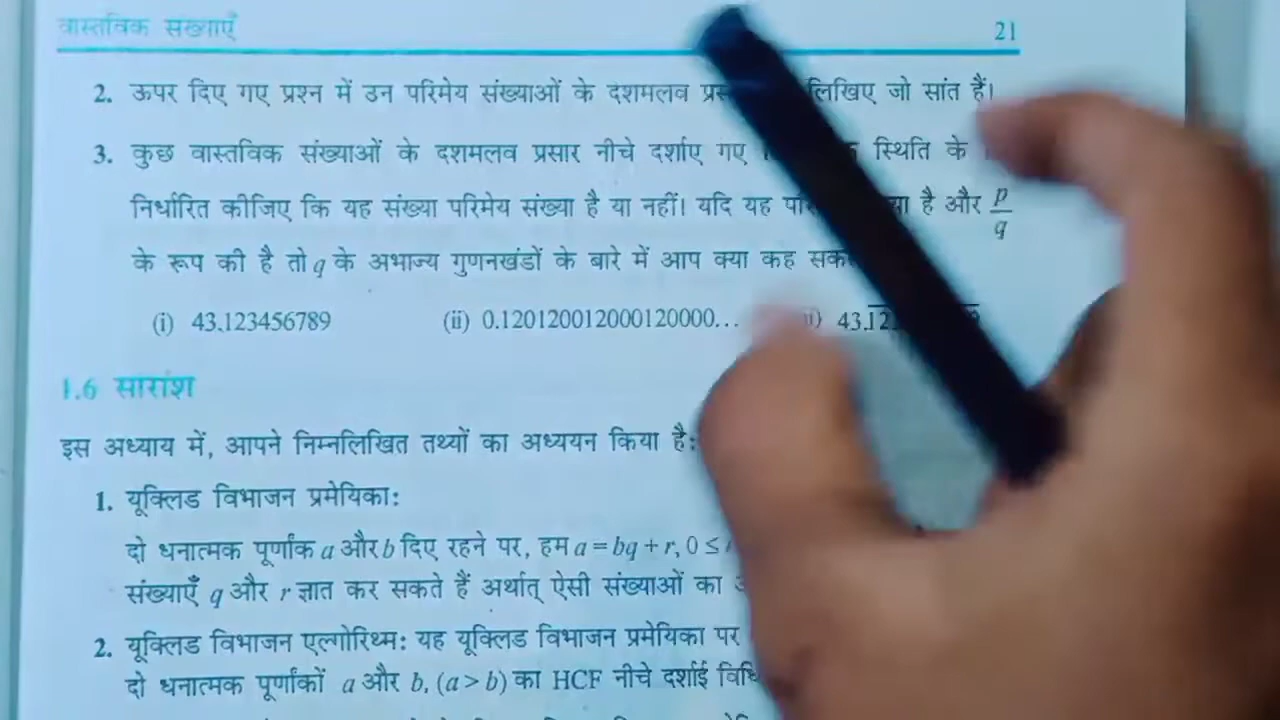 वास्तविक संख्याएँ 21
2. ऊपर दिए गए प्रश्न में उन परिमेय संख्याओं के दशमलव लिखिए जो सांत हैं।
3. कुछ वास्तविक संख्याओं के दशमलव प्रसार नीचे दर्शाए गए स्थिति के
निर्धारित कीजिए कि यह संख्या परिमेय संख्या है या नहीं। यदि यह है और p/q
के रूप की है तो q के अभाज्य गुणनखंडों के बारे में आप क्या कह
(i) 43.123456789 (ii) 0.120120012000120000...
1.6 सारांश
इस अध्याय में, आपने निम्नलिखित तथ्यों का अध्ययन किया है:
1. यूक्लिड विभाजन प्रमेयिका:
दो धनात्मक पूर्णांक a और b दिए रहने पर, हम a = bq + r, 0 ≤
संख्याएँ q और r ज्ञात कर सकते हैं अर्थात् ऐसी संख्याओं का
2. यूक्लिड विभाजन एल्गोरिथ्म: यह यूक्लिड विभाजन प्रमेयिका पर
दो धनात्मक पूर्णांकों a और b, (a > b) का HCF नीचे दर्शाई